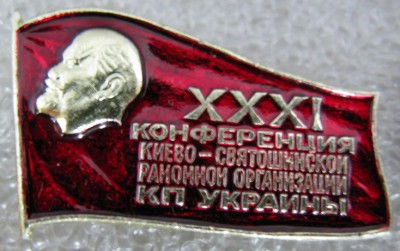 XXXI
КОНФЕРЕНЦИЯ
КИЕВО-СВЯТОШИНСКОЙ
РАЙОННОЙ ОРГАНИЗАЦИИ
КП УКРАИНЫ